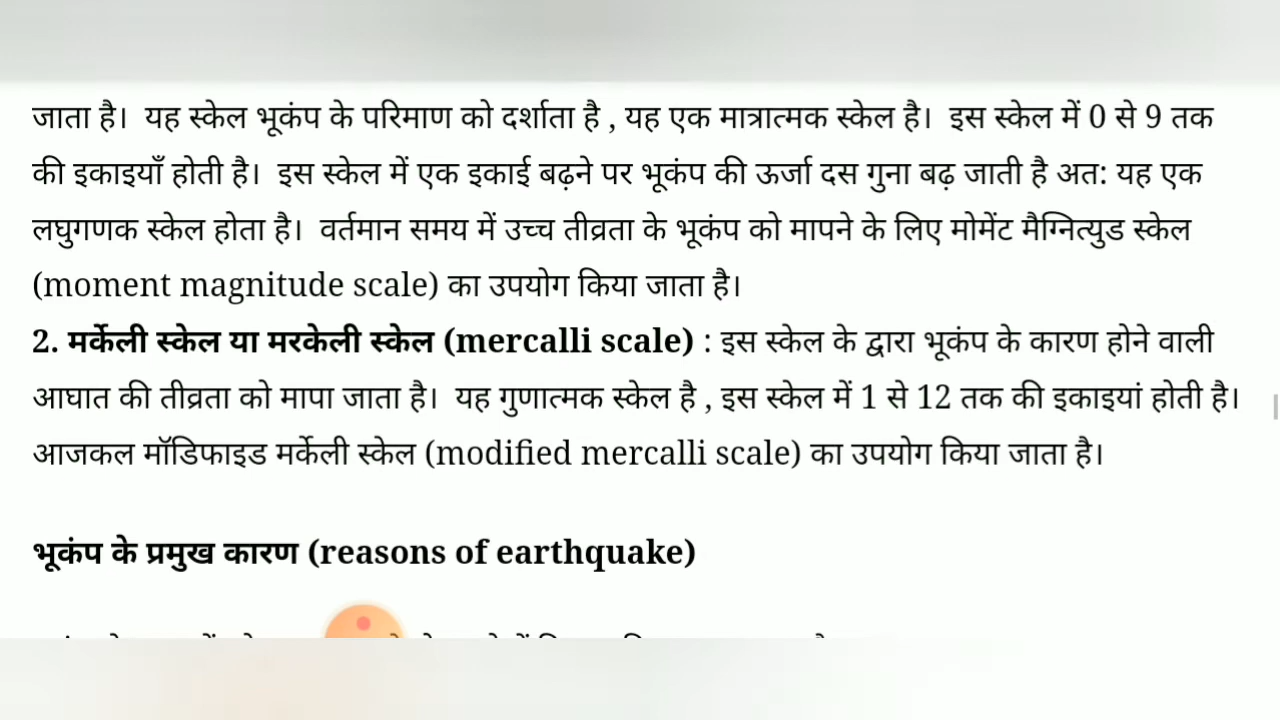 जाता है। यह स्केल भूकंप के परिमाण को दर्शाता है , यह एक मात्रात्मक स्केल है। इस स्केल में 0 से 9 तक
की इकाइयाँ होती है। इस स्केल में एक इकाई बढ़ने पर भूकंप की ऊर्जा दस गुना बढ़ जाती है अत: यह एक
लघुगणक स्केल होता है। वर्तमान समय में उच्च तीव्रता के भूकंप को मापने के लिए मोमेंट मैग्नित्युड स्केल
(moment magnitude scale) का उपयोग किया जाता है।
2. मर्केली स्केल या मरकेली स्केल (mercalli scale) : इस स्केल के द्वारा भूकंप के कारण होने वाली
आघात की तीव्रता को मापा जाता है। यह गुणात्मक स्केल है , इस स्केल में 1 से 12 तक की इकाइयां होती है।
आजकल मॉडिफाइड मर्केली स्केल (modified mercalli scale) का उपयोग किया जाता है।
भूकंप के प्रमुख कारण (reasons of earthquake)